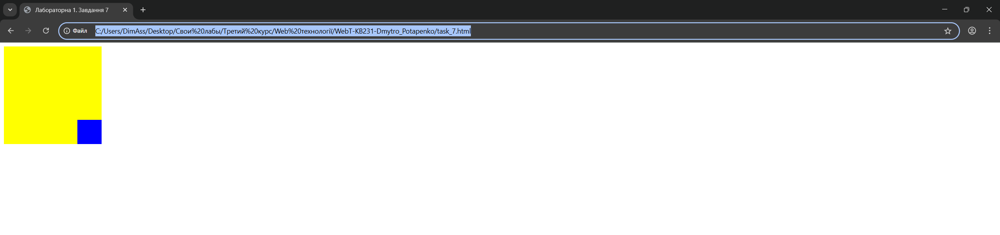 Лабораторна 1. Завдання 7
Файл C:/Users/DimAss/Desktop/Свои%20лабы/Третий%20курс/Web%20технології/WebT-KB231-Dmytro_Potapenko/task_7.html